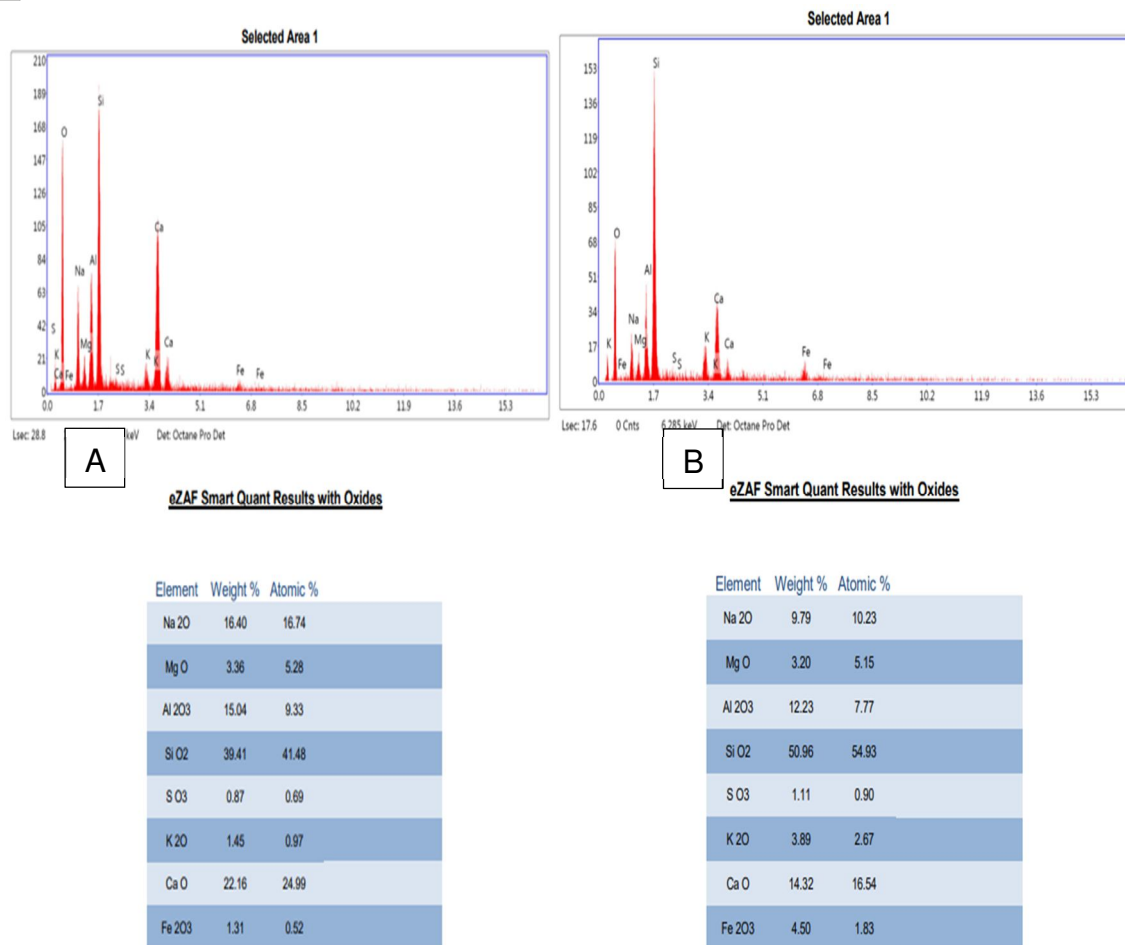 Selected Area 1
210
189
168
147
126
105
84
63
42
21
0
S
K
Ca
O
Fe
Na
Mg
Al
Si
S S
K
Ca
K
Ca
Fe
Fe
0.0 1.7 3.4 5.1 6.8 8.5 10.2 11.9 13.6 15.3
Lsec: 28.8 keV Det: Octane Pro Det
A
eZAF Smart Quant Results with Oxides
Element Weight % Atomic %
Na 2O 16.40 16.74
Mg O 3.36 5.28
Al 2O3 15.04 9.33
Si O2 39.41 41.48
S O3 0.87 0.69
K 2O 1.45 0.97
Ca O 22.16 24.99
Fe 2O3 1.31 0.52
Selected Area 1
153
136
119
102
85
68
51
34
17
0
K
O
Fe
Na
Mg
Al
Si
S
S
K
Ca
K
Ca
Fe
Fe
0.0 1.7 3.4 5.1 6.8 8.5 10.2 11.9 13.6 15.3
Lsec: 17.6 0 Cnts 6.285 keV Det: Octane Pro Det
B
eZAF Smart Quant Results with Oxides
Element Weight % Atomic %
Na 2O 9.79 10.23
Mg O 3.20 5.15
Al 2O3 12.23 7.77
Si O2 50.96 54.93
S O3 1.11 0.90
K 2O 3.89 2.67
Ca O 14.32 16.54
Fe 2O3 4.50 1.83